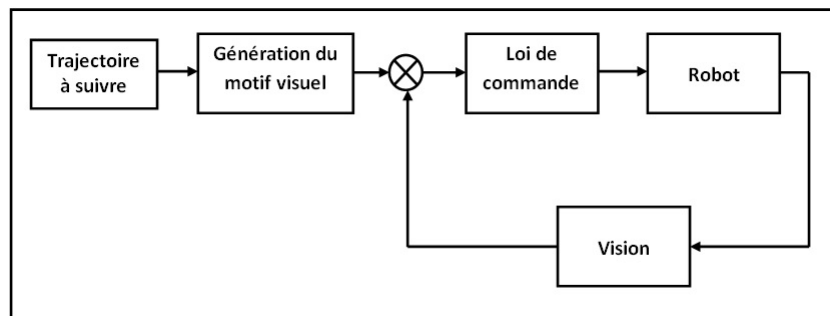 Trajectoire
à suivre
Génération du
motif visuel
Loi de
commande
Robot
Vision